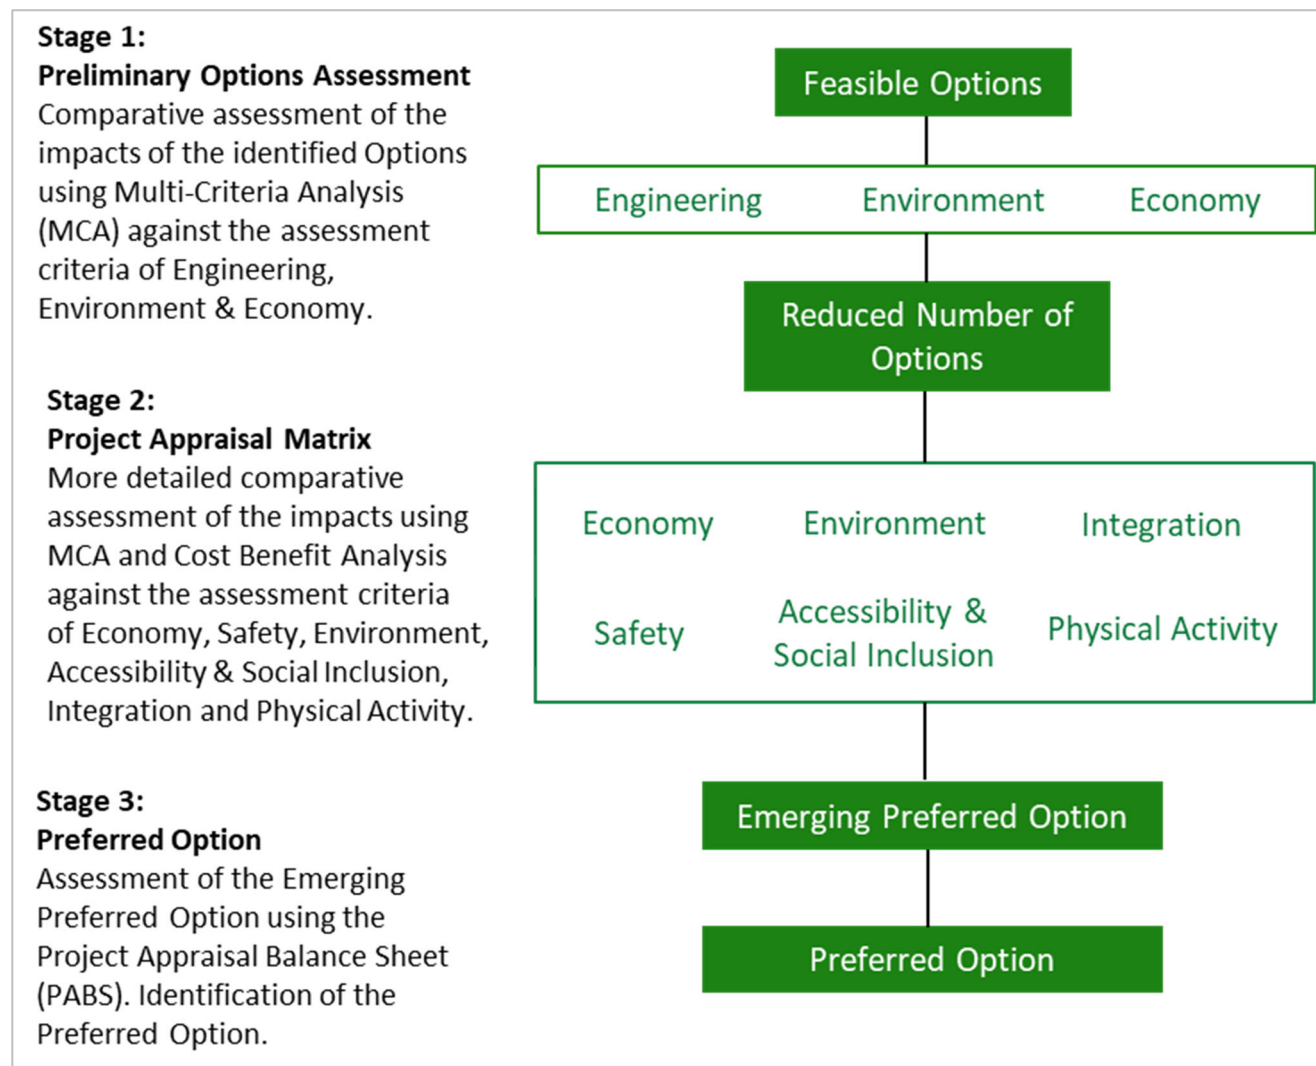 Stage 1:
Preliminary Options Assessment
Comparative assessment of the
impacts of the identified Options
using Multi-Criteria Analysis
(MCA) against the assessment
criteria of Engineering,
Environment & Economy.
Stage 2:
Project Appraisal Matrix
More detailed comparative
assessment of the impacts using
MCA and Cost Benefit Analysis
against the assessment criteria
of Economy, Safety, Environment,
Accessibility & Social Inclusion,
Integration and Physical Activity.
Stage 3:
Preferred Option
Assessment of the Emerging
Preferred Option using the
Project Appraisal Balance Sheet
(PABS). Identification of the
Preferred Option.
Feasible Options
Engineering Environment Economy
Reduced Number of
Options
Economy Environment Integration
Safety Accessibility &
Social Inclusion Physical Activity
Emerging Preferred Option
Preferred Option